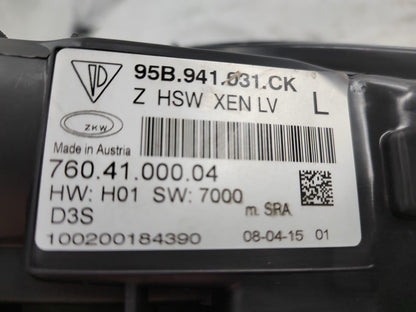 95B.941.031.CK
Z HSW XEN LV L
ZKW
Made in Austria
760.41.000.04
HW: H01 SW: 7000
m. SRA
D3S
100200184390 08-04-15 01